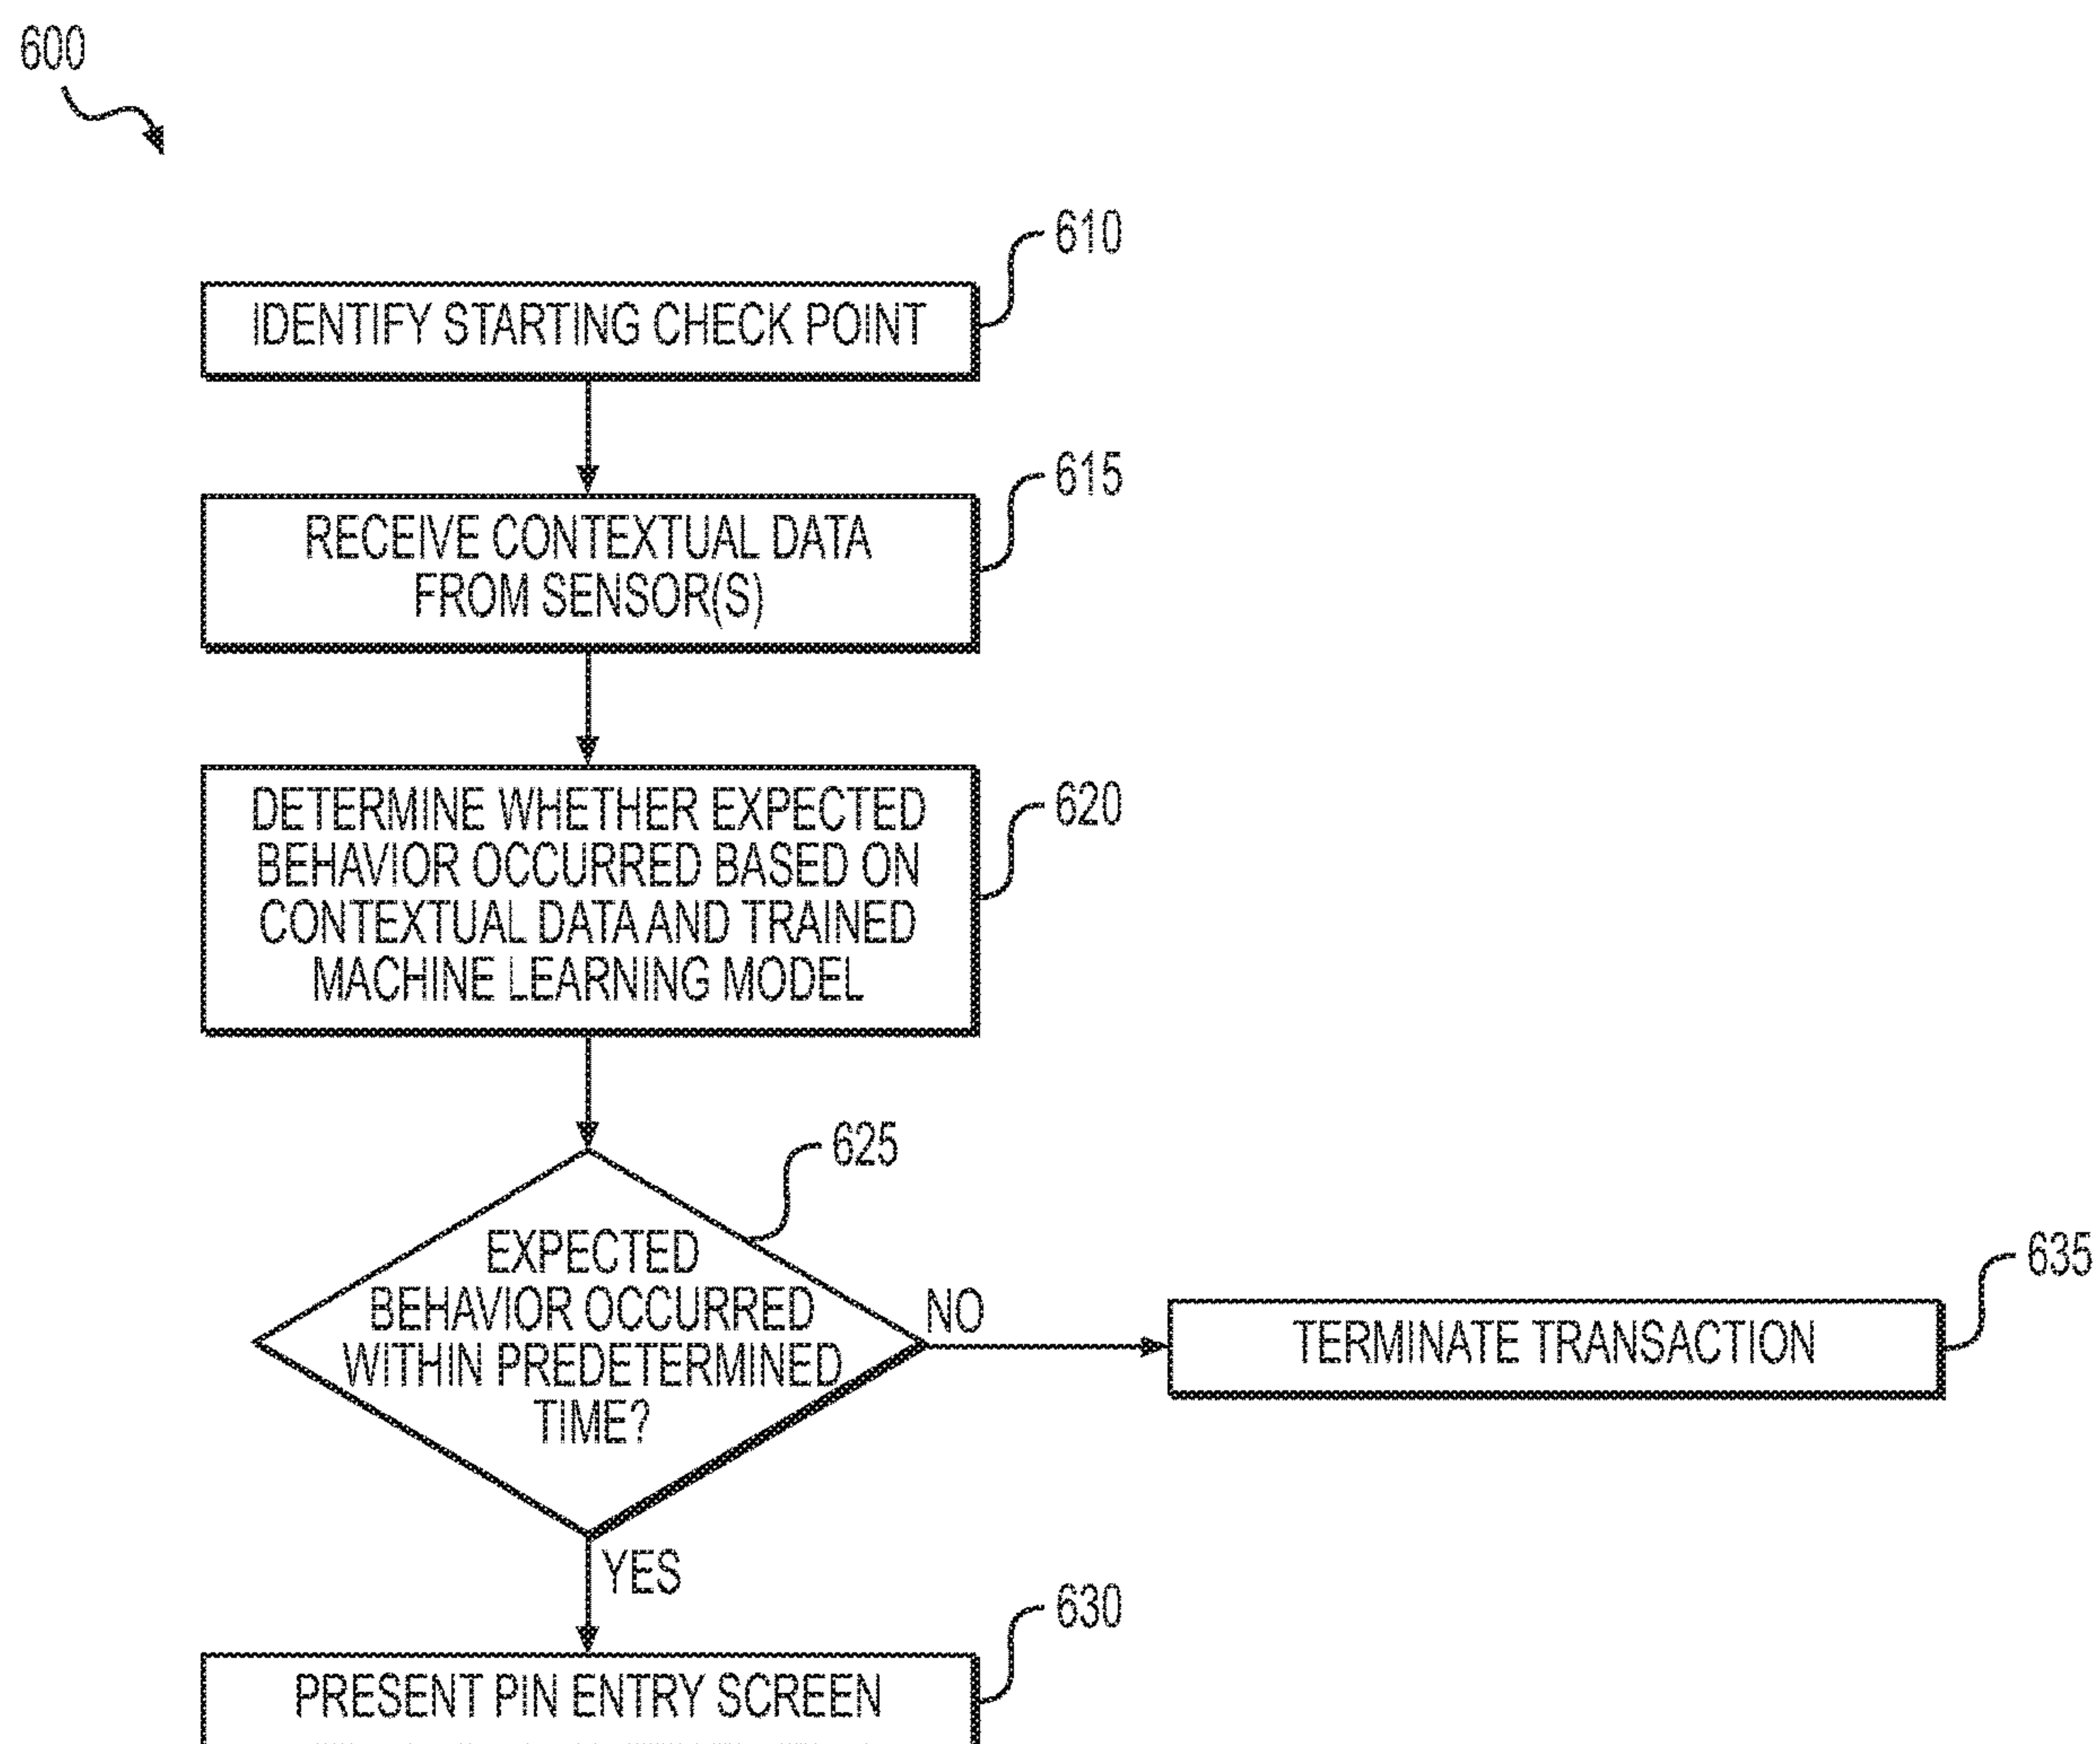 600
610
IDENTIFY STARTING CHECK POINT
615
RECEIVE CONTEXTUAL DATA
FROM SENSOR(S)
620
DETERMINE WHETHER EXPECTED
BEHAVIOR OCCURRED BASED ON
CONTEXTUAL DATA AND TRAINED
MACHINE LEARNING MODEL
625
EXPECTED
BEHAVIOR OCCURRED
WITHIN PREDETERMINED
TIME?
NO
635
TERMINATE TRANSACTION
YES
630
PRESENT PIN ENTRY SCREEN